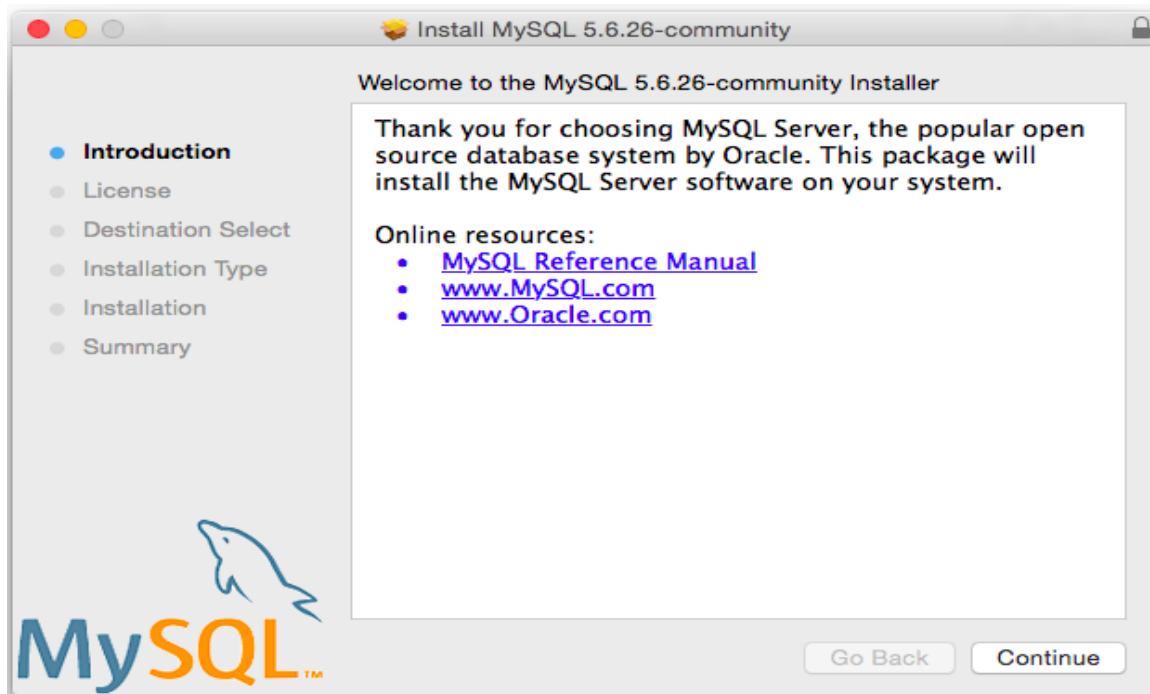 Install MySQL 5.6.26-community
Welcome to the MySQL 5.6.26-community Installer
Introduction
License
Destination Select
Installation Type
Installation
Summary
Thank you for choosing MySQL Server, the popular open
source database system by Oracle. This package will
install the MySQL Server software on your system.
Online resources:
• MySQL Reference Manual
• www.MySQL.com
• www.Oracle.com
MySQL™
Go Back
Continue